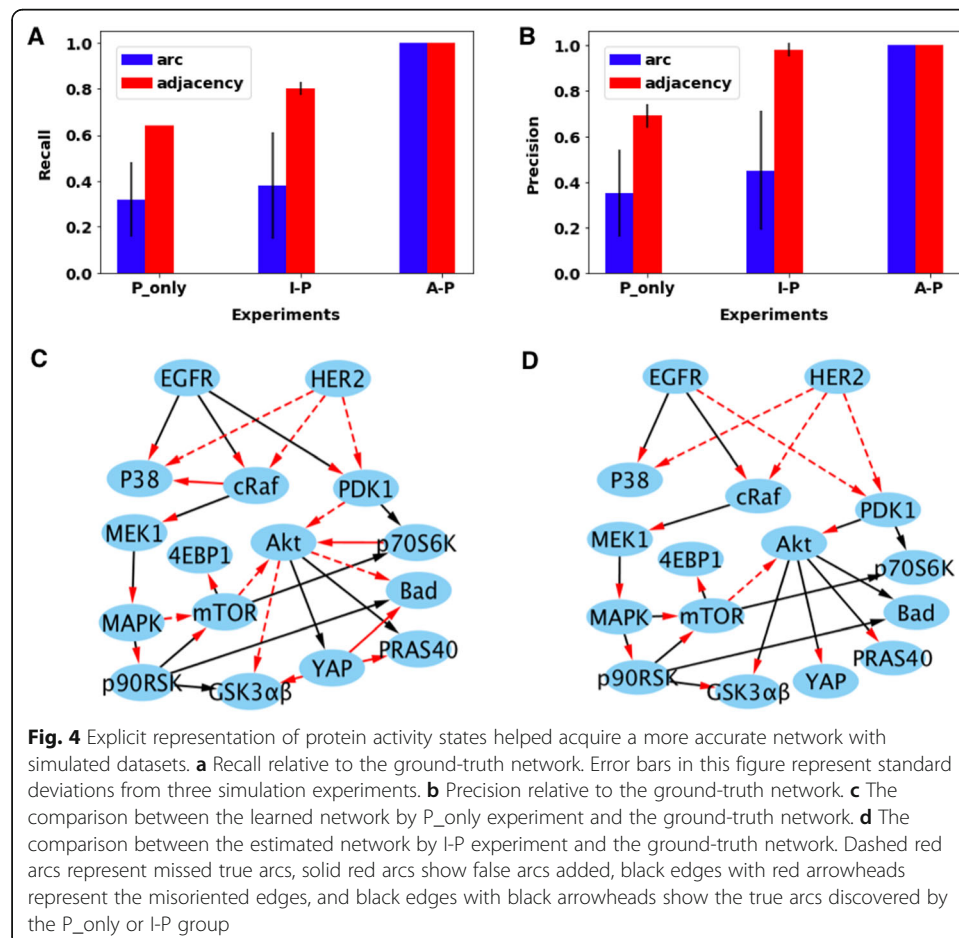 A
B
1.0
0.8
0.6
0.4
0.2
0.0
Recall
arc
adjacency
P_only
I-P
A-P
Experiments
1.0
0.8
0.6
0.4
0.2
0.0
Precision
arc
adjacency
P_only
I-P
A-P
Experiments
C
EGFR
HER2
P38
cRaf
PDK1
MEK1
4EBP1
Akt
p70S6K
Bad
MAPK
mTOR
PRAS40
p90RSK
GSK3αβ
YAP
D
EGFR
HER2
P38
cRaf
PDK1
MEK1
4EBP1
Akt
p70S6K
Bad
MAPK
mTOR
PRAS40
p90RSK
GSK3αβ
YAP
Fig. 4 Explicit representation of protein activity states helped acquire a more accurate network with
simulated datasets. a Recall relative to the ground-truth network. Error bars in this figure represent standard
deviations from three simulation experiments. b Precision relative to the ground-truth network. c The
comparison between the learned network by P_only experiment and the ground-truth network. d The
comparison between the estimated network by I-P experiment and the ground-truth network. Dashed red
arcs represent missed true arcs, solid red arcs show false arcs added, black edges with red arrowheads
represent the misoriented edges, and black edges with black arrowheads show the true arcs discovered by
the P_only or I-P group